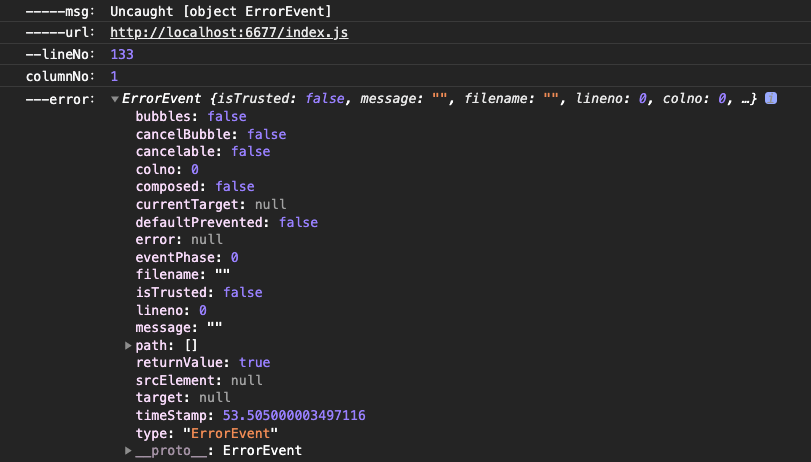 -----msg: Uncaught [object ErrorEvent]
-----url: http://localhost:6677/index.js
--lineNo: 133
columnNo: 1
---error: ▼ErrorEvent {isTrusted: false, message: "", filename: "", lineno: 0, colno: 0, …} i
bubbles: false
cancelBubble: false
cancelable: false
colno: 0
composed: false
currentTarget: null
defaultPrevented: false
error: null
eventPhase: 0
filename: ""
isTrusted: false
lineno: 0
message: ""
▶path: []
returnValue: true
srcElement: null
target: null
timeStamp: 53.505000003497116
type: "ErrorEvent"
▶__proto__: ErrorEvent